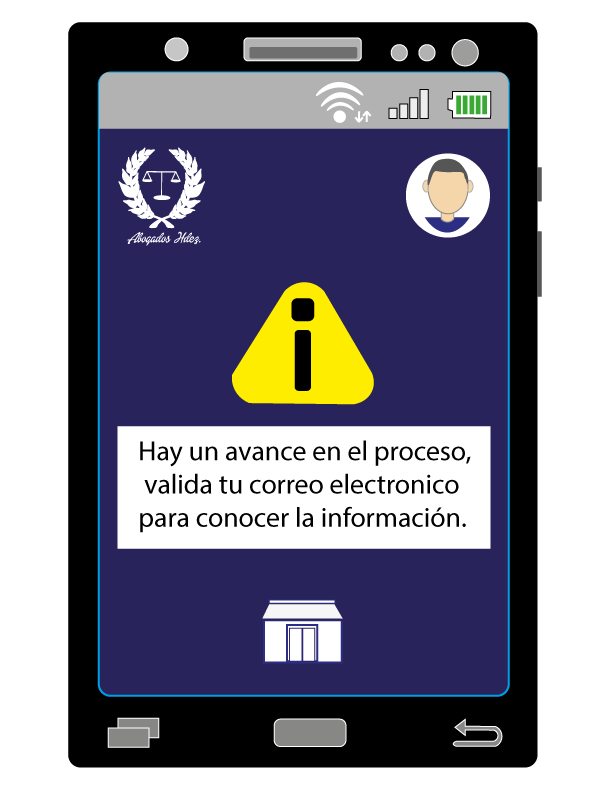 Abogados Hdez.
Hay un avance en el proceso,
valida tu correo electronico
para conocer la información.